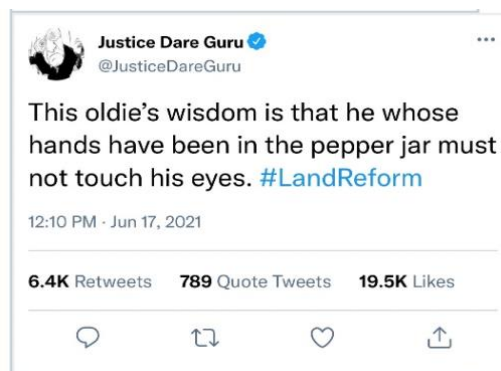 Justice Dare Guru
@JusticeDareGuru
This oldie's wisdom is that he whose
hands have been in the pepper jar must
not touch his eyes. #LandReform
12:10 PM · Jun 17, 2021
6.4K Retweets 789 Quote Tweets 19.5K Likes